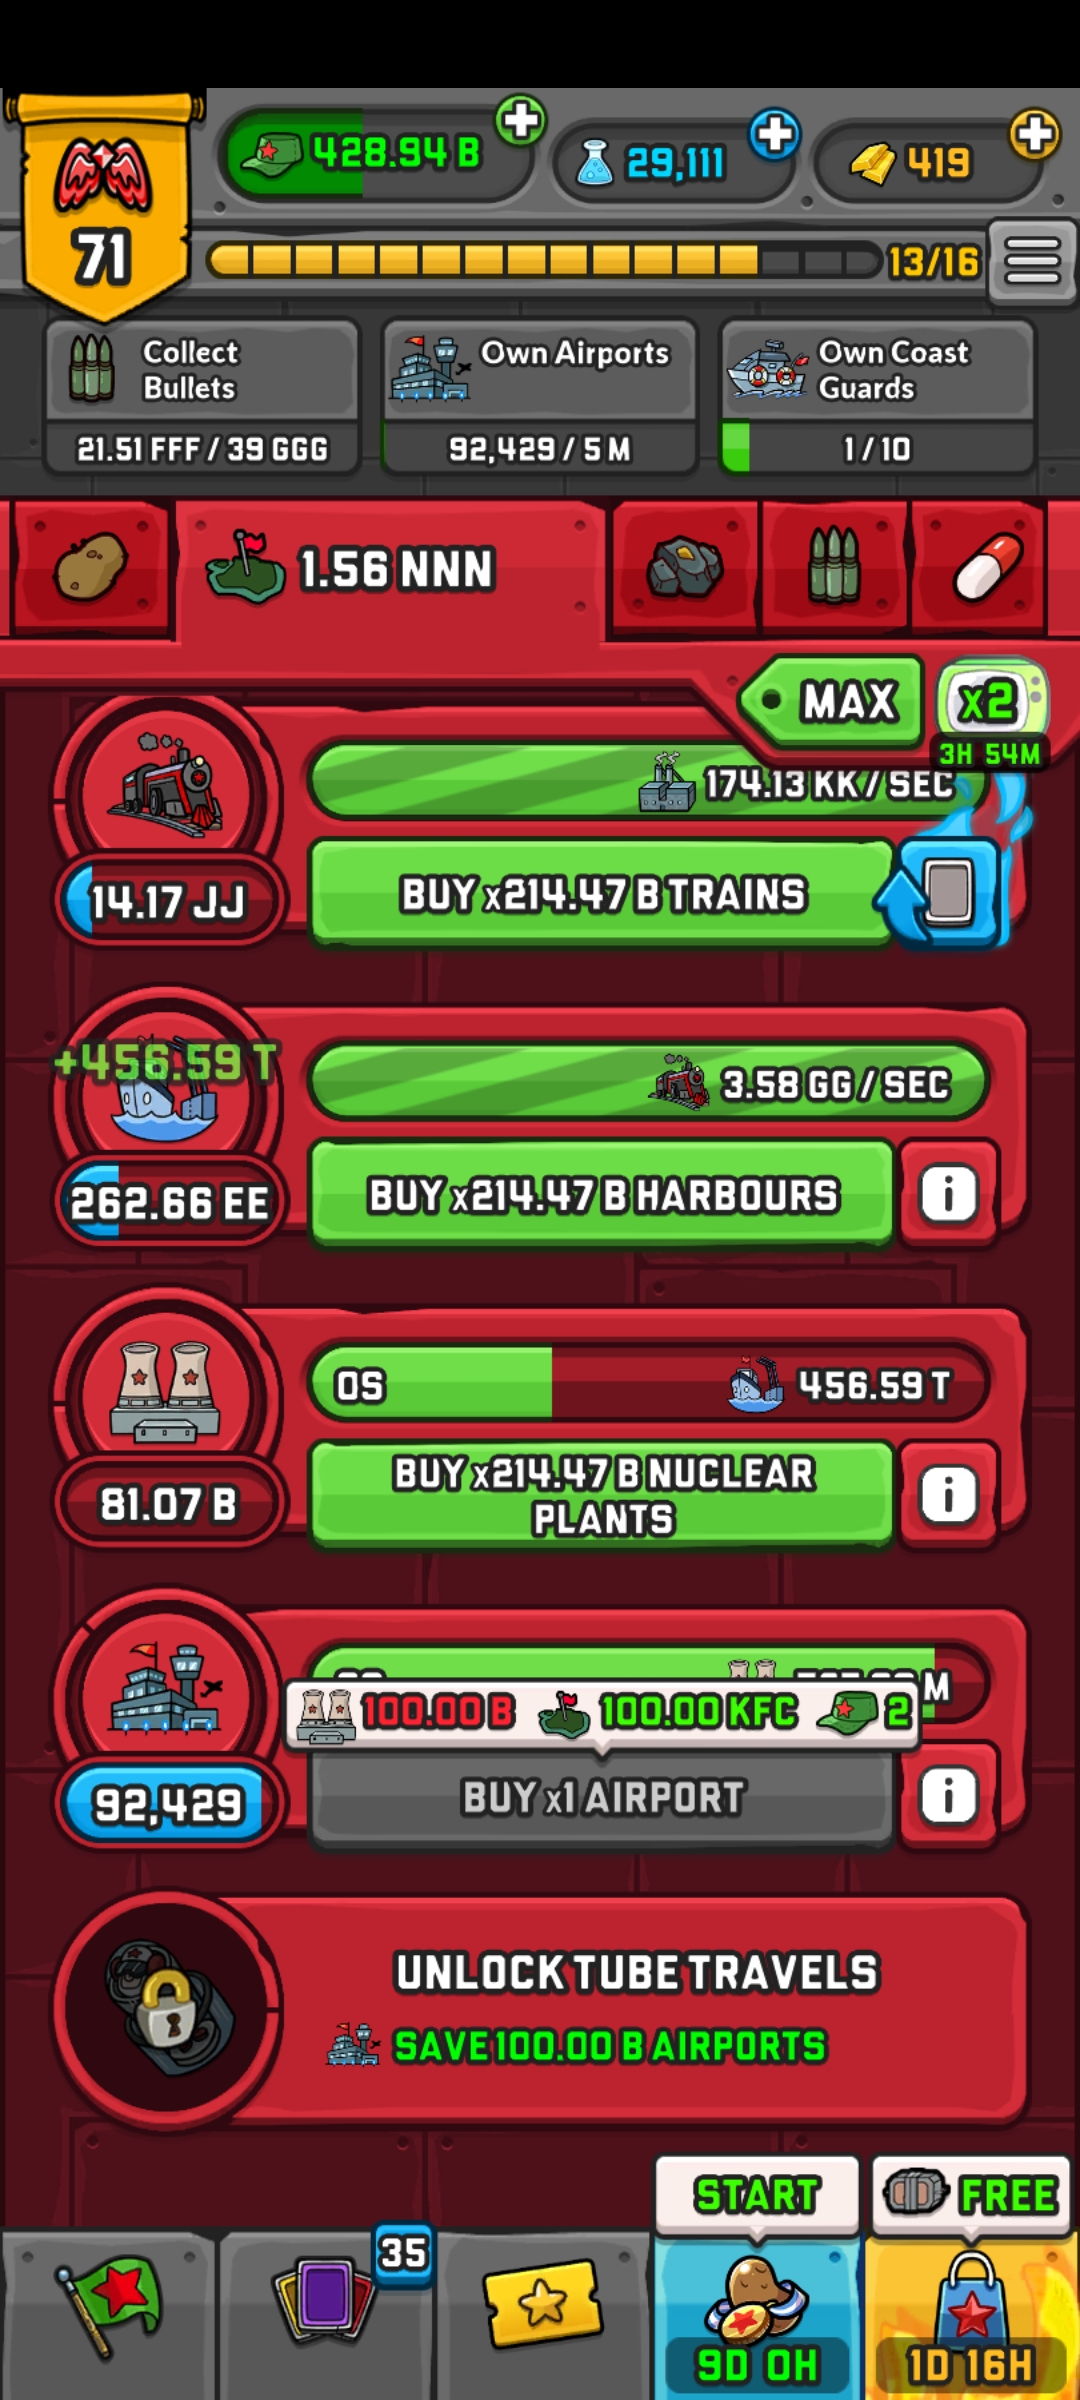 71
428.94 B
29,111
419
13/16
Collect
Bullets
21.51 FFF / 39 GGG
Own Airports
92,429 / 5 M
Own Coast
Guards
1 / 10
1.56 NNN
MAX
x2
3H 54M
174.13 KK / SEC
14.17 JJ
BUY x214.47 B TRAINS
+456.59 T
3.58 GG / SEC
262.66 EE
BUY x214.47 B HARBOURS
i
0S
456.59 T
81.07 B
BUY x214.47 B NUCLEAR
PLANTS
i
M
100.00 B
100.00 KFC
2
92,429
BUY x1 AIRPORT
i
UNLOCK TUBE TRAVELS
SAVE 100.00 B AIRPORTS
START
FREE
35
9D 0H
1D 16H